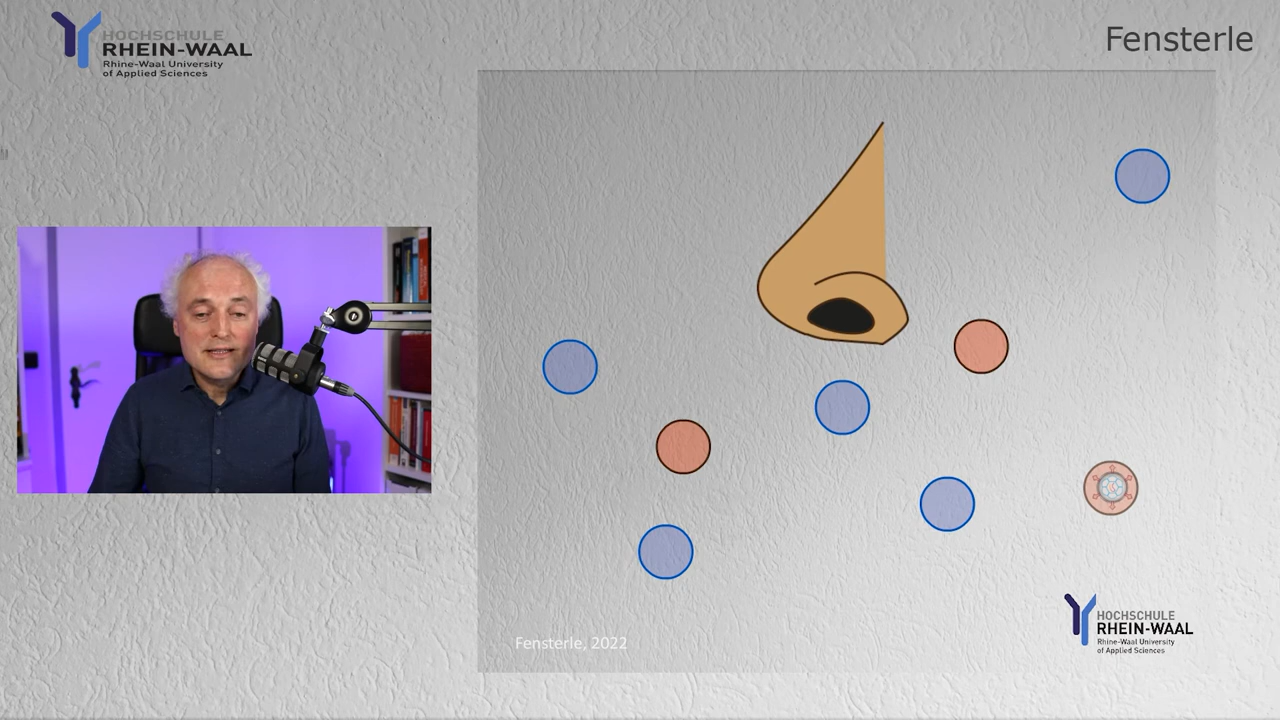 HOCHSCHULE
RHEIN-WAAL
Rhine-Waal University
of Applied Sciences
Fensterle
Fensterle, 2022
HOCHSCHULE
RHEIN-WAAL
Rhine-Waal University
of Applied Sciences